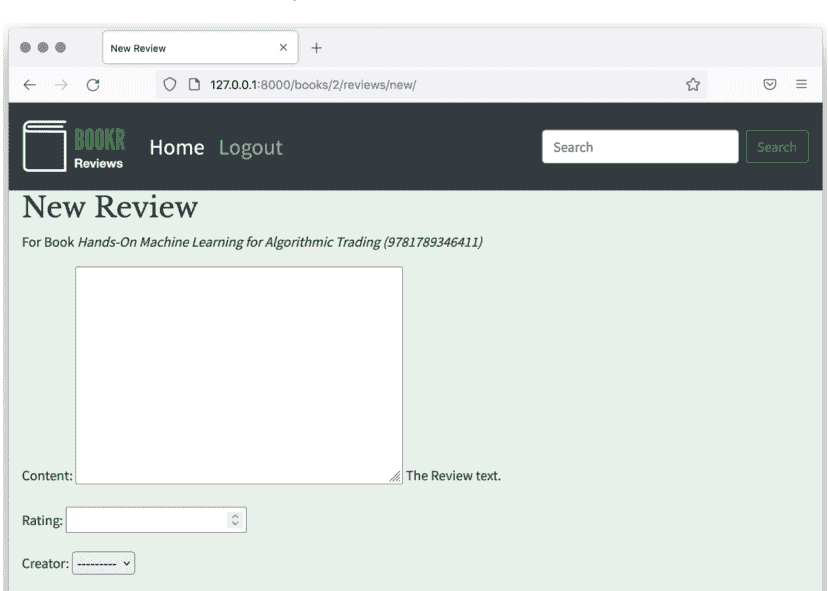 New Review
127.0.0.1:8000/books/2/reviews/new/
BOOKR
Reviews
Home Logout
Search
Search
New Review
For Book Hands-On Machine Learning for Algorithmic Trading (9781789346411)
Content: The Review text.
Rating:
Creator: ---------